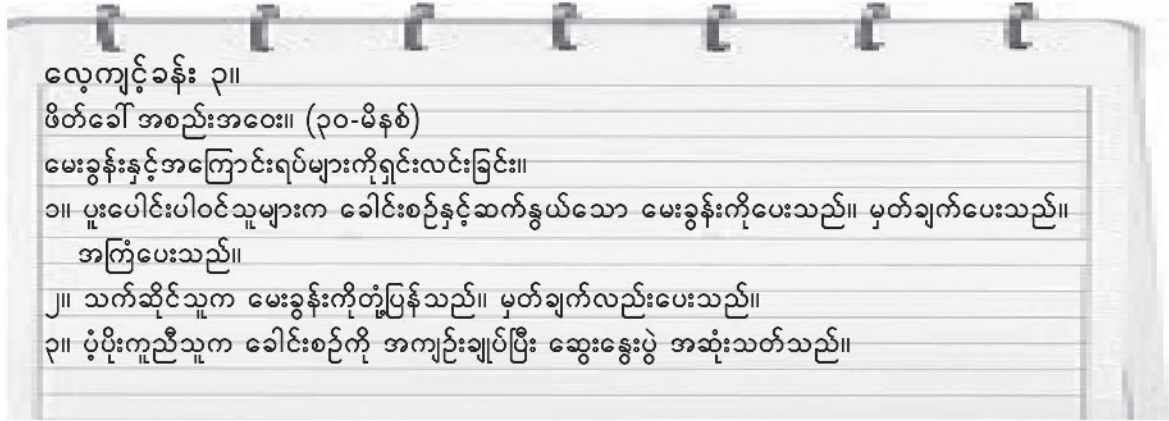 လေ့ကျင့်ခန်း ၃။
ဖိတ်ခေါ် အစည်းအဝေး။ (၃၀-မိနစ်)
မေးခွန်းနှင့်အကြောင်းရပ်များကိုရှင်းလင်းခြင်း။
၁။ ပူးပေါင်းပါဝင်သူများက ခေါင်းစဉ်နှင့်ဆက်နွယ်သော မေးခွန်းကိုပေးသည်။ မှတ်ချက်ပေးသည်။
အကြံပေးသည်။
၂။ သက်ဆိုင်သူက မေးခွန်းကိုတုံ့ပြန်သည်။ မှတ်ချက်လည်းပေးသည်။
၃။ ပံ့ပိုးကူညီသူက ခေါင်းစဉ်ကို အကျဉ်းချုပ်ပြီး ဆွေးနွေးပွဲ အဆုံးသတ်သည်။